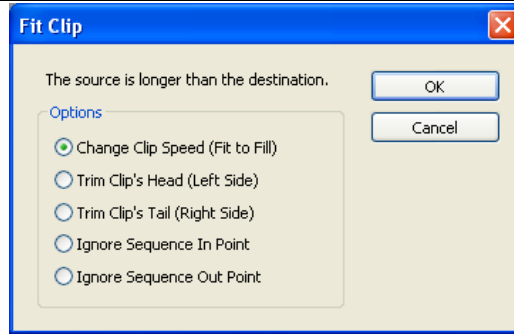 Fit Clip
The source is longer than the destination.
OK
Cancel
Options
Change Clip Speed (Fit to Fill)
Trim Clip's Head (Left Side)
Trim Clip's Tail (Right Side)
Ignore Sequence In Point
Ignore Sequence Out Point